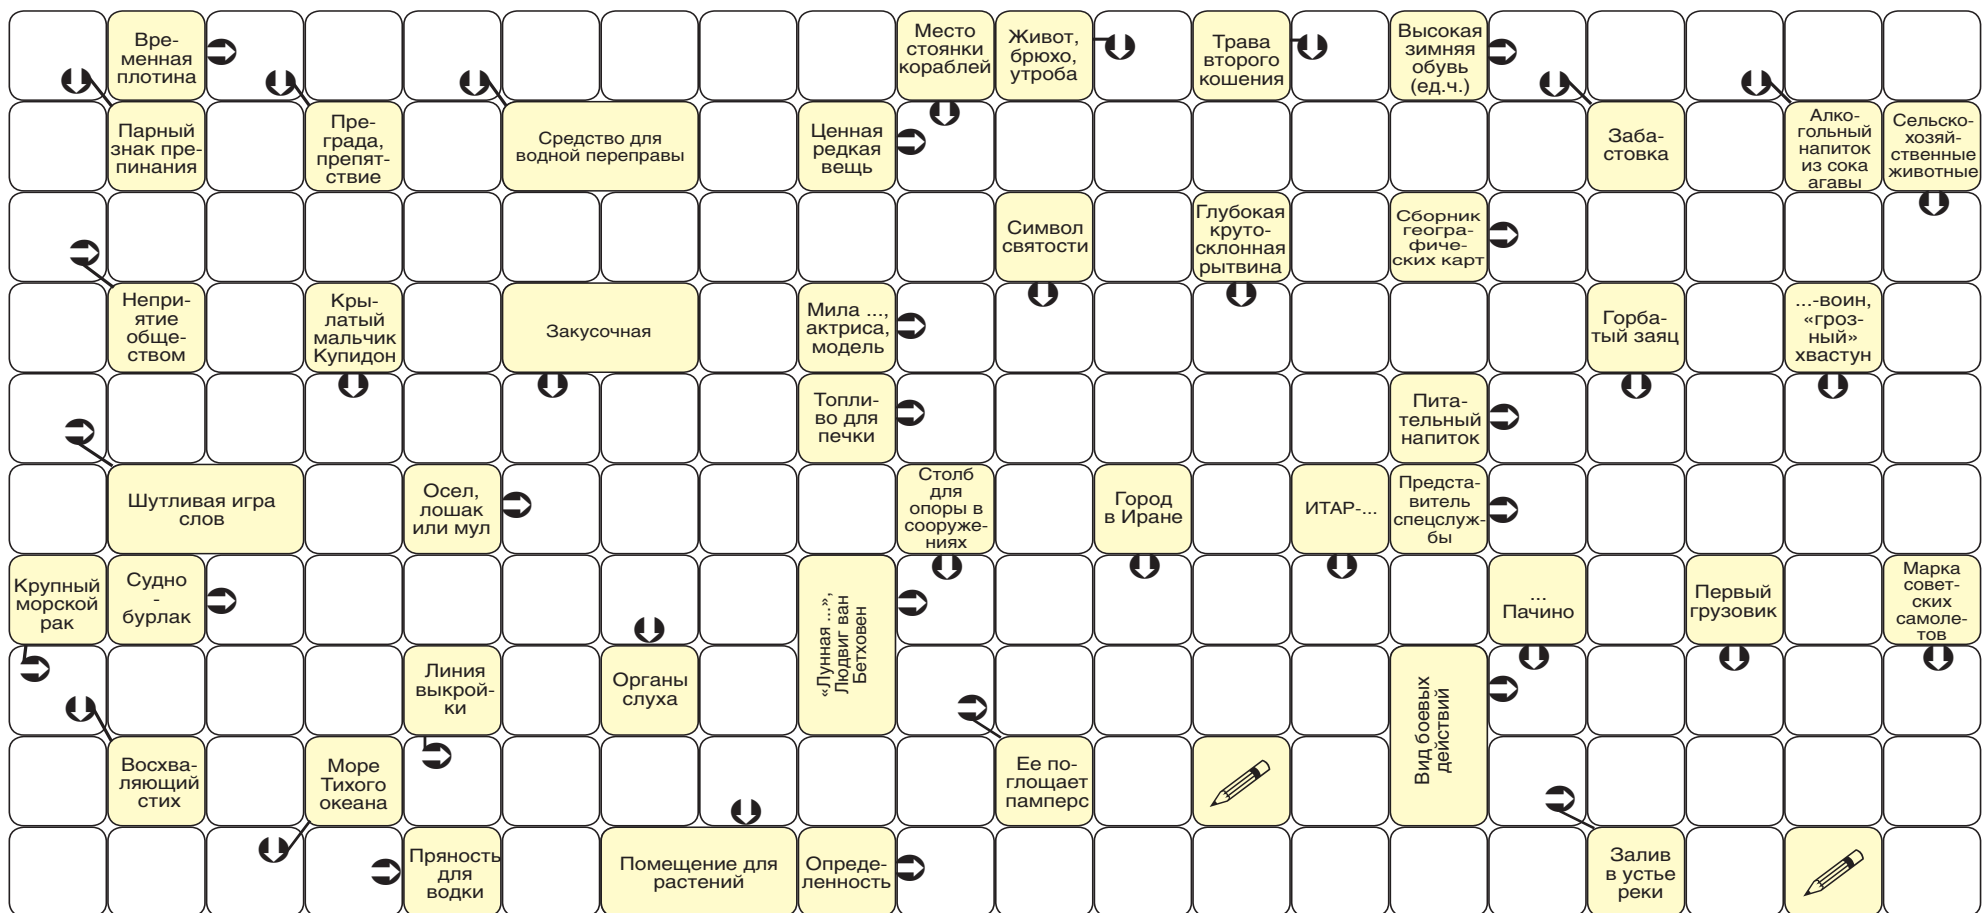 Вре-
менная
плотина
Место
стоянки
кораблей
Живот,
брюхо,
утроба
Трава
второго
кошения
Высокая
зимняя
обувь
(ед.ч.)
Парный
знак пре-
пинания
Пре-
града,
препят-
ствие
Средство для
водной переправы
Ценная
редкая
вещь
Заба-
стовка
Алко-
гольный
напиток
из сока
агавы
Сельско-
хозяй-
ственные
животные
Символ
святости
Глубокая
круто-
склонная
рытвина
Сборник
геогра-
фиче-
ских карт
Непри-
ятие
обще-
ством
Кры-
латый
мальчик
Купидон
Закусочная
Мила ...,
актриса,
модель
Горба-
тый заяц
...-воин,
«гроз-
ный»
хвастун
Топли-
во для
печки
Пита-
тельный
напиток
Шутливая игра
слов
Осел,
лошак
или мул
Столб
для
опоры в
сооруже-
ниях
Город
в Иране
ИТАР-...
Предста-
витель
спецслуж-
бы
Крупный
морской
рак
Судно
-
бурлак
«Лунная ...»,
Людвиг ван
Бетховен
...
Пачино
Первый
грузовик
Марка
совет-
ских
самоле-
тов
Линия
выкрой-
ки
Органы
слуха
Вид боевых
действий
Восхва-
ляющий
стих
Море
Тихого
океана
Ее по-
глощает
памперс
Пряность
для
водки
Помещение для
растений
Опреде-
ленность
Залив
в устье
реки